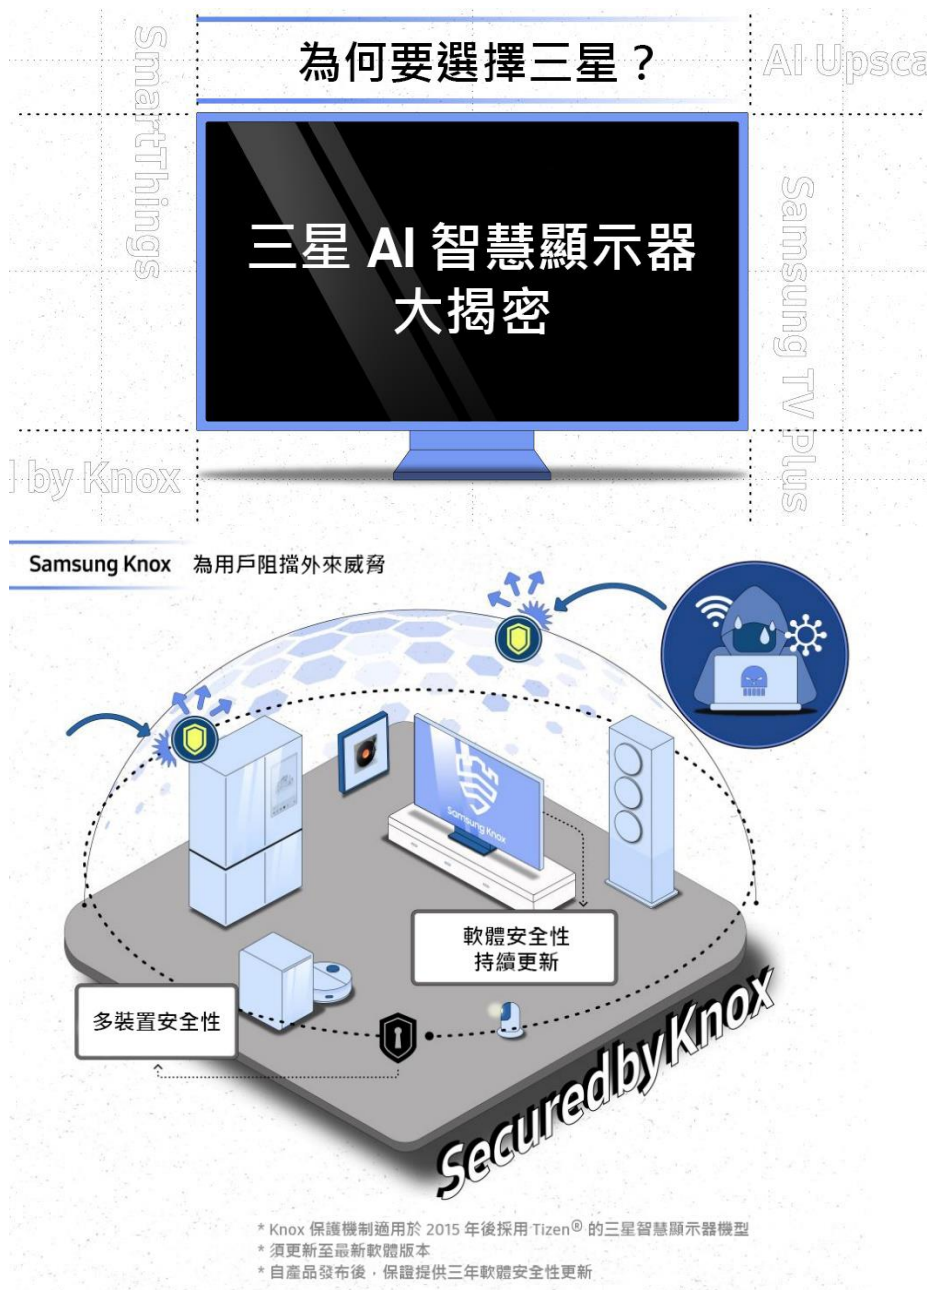 為何要選擇三星？
SmartThings
AI Upsca
三星 AI 智慧顯示器
大揭密
Samsung TV Plus
d by Knox
Samsung Knox 為用戶阻擋外來威脅
Samsung Knox
軟體安全性
持續更新
多裝置安全性
Secured by Knox
* Knox 保護機制適用於 2015 年後採用 Tizen® 的三星智慧顯示器機型
* 須更新至最新軟體版本
* 自產品發布後，保證提供三年軟體安全性更新